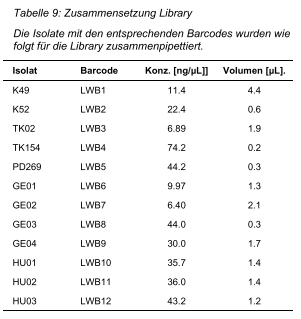 Tabelle 9: Zusammensetzung Library
Die Isolate mit den entsprechenden Barcodes wurden wie
folgt für die Library zusammenpipettiert.
Isolat Barcode Konz. [ng/µL]] Volumen [µL].
K49 LWB1 11.4 4.4
K52 LWB2 22.4 0.6
TK02 LWB3 6.89 1.9
TK154 LWB4 74.2 0.2
PD269 LWB5 44.2 0.3
GE01 LWB6 9.97 1.3
GE02 LWB7 6.40 2.1
GE03 LWB8 44.0 0.3
GE04 LWB9 30.0 1.7
HU01 LWB10 35.7 1.4
HU02 LWB11 36.0 1.4
HU03 LWB12 43.2 1.2